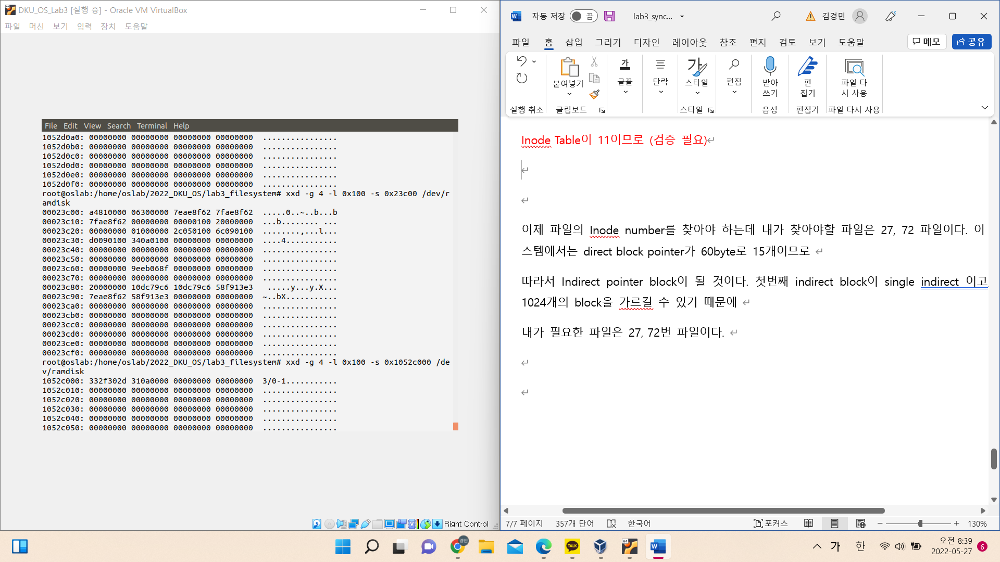 DKU_OS_Lab3 [실행 중] - Oracle VM VirtualBox
파일 머신 보기 입력 장치 도움말
File Edit View Search Terminal Help
1052d0a0: 00000000 00000000 00000000 00000000  ................
1052d0b0: 00000000 00000000 00000000 00000000  ................
1052d0c0: 00000000 00000000 00000000 00000000  ................
1052d0d0: 00000000 00000000 00000000 00000000  ................
1052d0e0: 00000000 00000000 00000000 00000000  ................
1052d0f0: 00000000 00000000 00000000 00000000  ................
root@oslab:/home/oslab/2022_DKU_OS/lab3_filesystem# xxd -g 4 -l 0x100 -s 0x23c00 /dev/r
amdisk
00023c00: a4810000 06300000 7eae8f62 7fae8f62  .....0..~..b...b
00023c10: 7fae8f62 00000000 00000100 20000000  ...b........ ...
00023c20: 00000000 01000000 2c050100 6c090100  ........,...l...
00023c30: d0090100 340a0100 00000000 00000000  ....4...........
00023c40: 00000000 00000000 00000000 00000000  ................
00023c50: 00000000 00000000 00000000 00000000  ................
00023c60: 00000000 9eeb068f 00000000 00000000  ................
00023c70: 00000000 00000000 00000000 00000000  ................
00023c80: 20000000 10dc79c6 10dc79c6 58f913e3   .....y...y.X...
00023c90: 7eae8f62 58f913e3 00000000 00000000  ~..bX...........
00023ca0: 00000000 00000000 00000000 00000000  ................
00023cb0: 00000000 00000000 00000000 00000000  ................
00023cc0: 00000000 00000000 00000000 00000000  ................
00023cd0: 00000000 00000000 00000000 00000000  ................
00023ce0: 00000000 00000000 00000000 00000000  ................
00023cf0: 00000000 00000000 00000000 00000000  ................
root@oslab:/home/oslab/2022_DKU_OS/lab3_filesystem# xxd -g 4 -l 0x100 -s 0x1052c000 /de
v/ramdisk
1052c000: 332f302d 310a0000 00000000 00000000  3/0-1...........
1052c010: 00000000 00000000 00000000 00000000  ................
1052c020: 00000000 00000000 00000000 00000000  ................
1052c030: 00000000 00000000 00000000 00000000  ................
1052c040: 00000000 00000000 00000000 00000000  ................
1052c050: 00000000 00000000 00000000 00000000  ................
Right Control
자동 저장 끔 lab3_sync... 김경민
파일 홈 삽입 그리기 디자인 레이아웃 참조 편지 검토 보기 도움말 메모 공유
붙여넣기 글꼴 단락 스타일 편집 받아쓰기 편집기 파일 다시 사용
실행 취소 클립보드 스타일 음성 편집기 파일 다시 사용
Inode Table이 11이므로 (검증 필요)
이제 파일의 Inode number를 찾아야 하는데 내가 찾아야할 파일은 27, 72 파일이다. 이
스템에서는 direct block pointer가 60byte로 15개이므로
따라서 Indirect pointer block이 될 것이다. 첫번째 indirect block이 single indirect 이고
1024개의 block을 가르킬 수 있기 때문에
내가 필요한 파일은 27, 72번 파일이다.
7/7 페이지 357개 단어 한국어 포커스 130%
경민
TALK
64
가 한 오전 8:39
2022-05-27 6